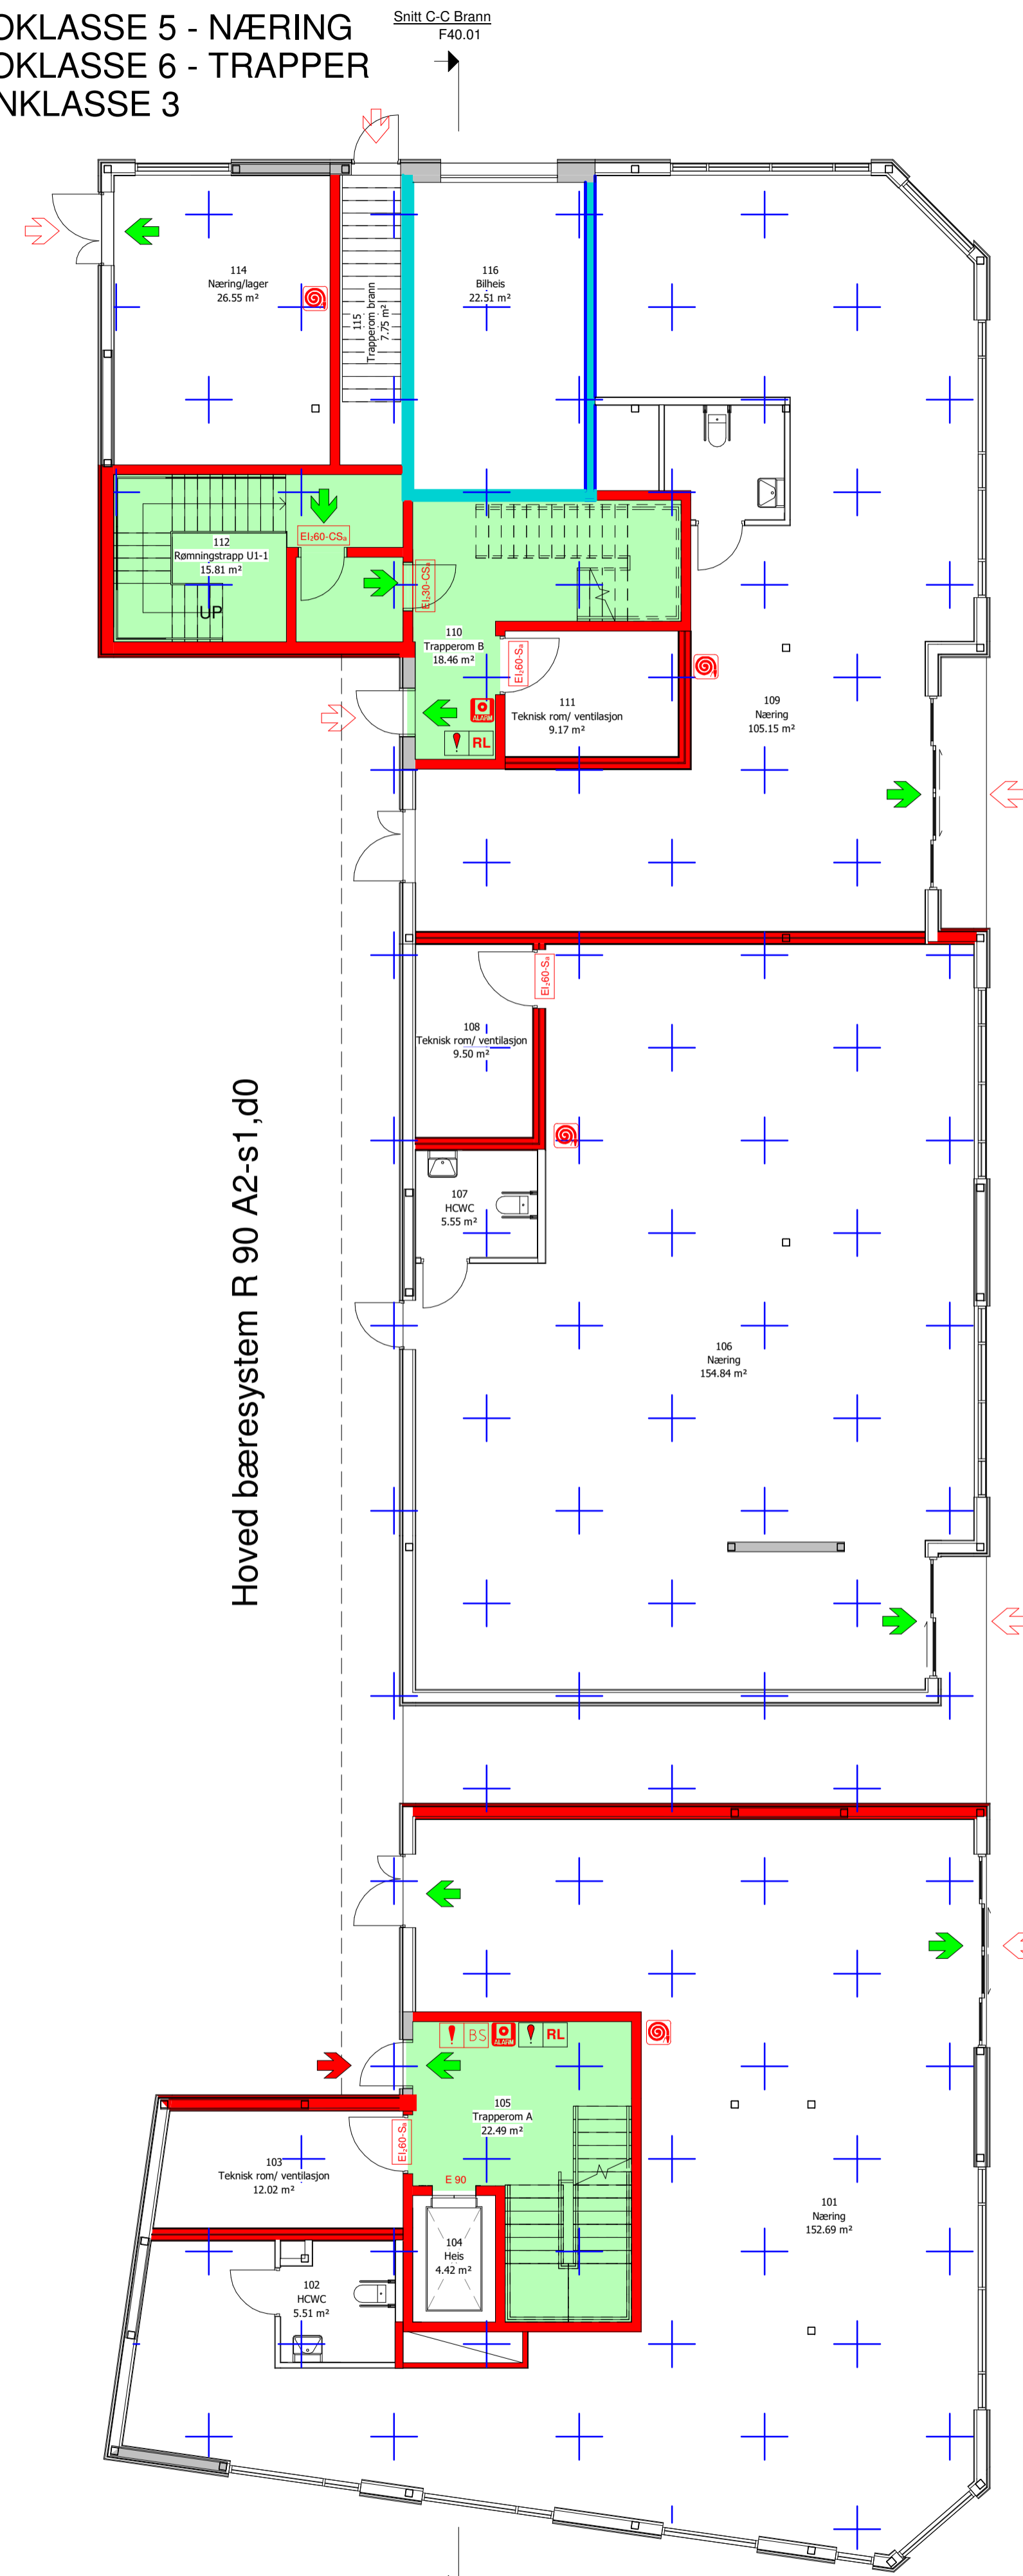 Snitt C-C Brann
F40.01
OKLASSE 5 - NÆRING
OKLASSE 6 - TRAPPER
NKLASSE 3
114
Næring/lager
26.55 m²
115
Trapperom brann
7.75 m²
116
Bilheis
22.51 m²
EI₂60-CSₐ
112
Rømningstrapp U1-1
15.81 m²
UP
EI₂30-CSₐ
110
Trapperom B
18.46 m²
EI₂60-Sₐ
111
Teknisk rom/ ventilasjon
9.17 m²
109
Næring
105.15 m²
ALARM
RL
EI₂60-Sₐ
108
Teknisk rom/ ventilasjon
9.50 m²
Hoved bæresystem R 90 A2-s1,d0
107
HCWC
5.55 m²
106
Næring
154.84 m²
BS
ALARM
RL
105
Trapperom A
22.49 m²
EI₂60-Sₐ
103
Teknisk rom/ ventilasjon
12.02 m²
E 90
101
Næring
152.69 m²
104
Heis
4.42 m²
102
HCWC
5.51 m²